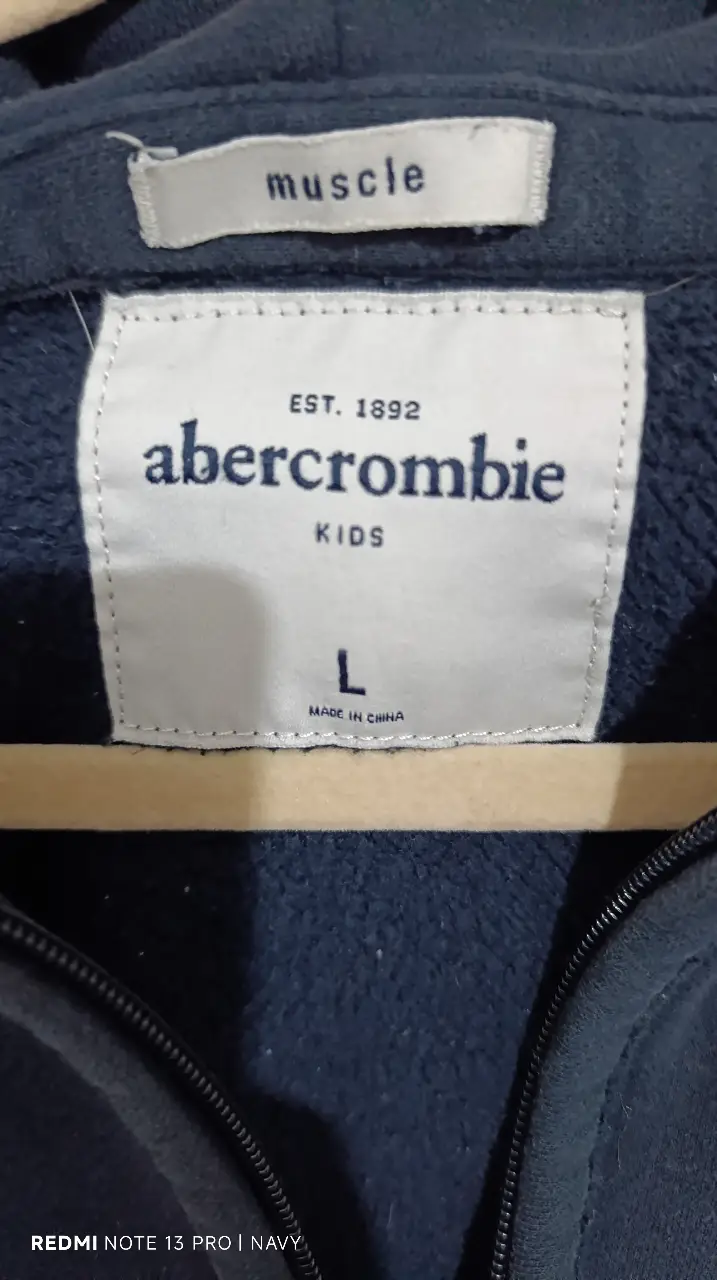 muscle
EST. 1892
abercrombie
KIDS
L
MADE IN CHINA
REDMI NOTE 13 PRO | NAVY